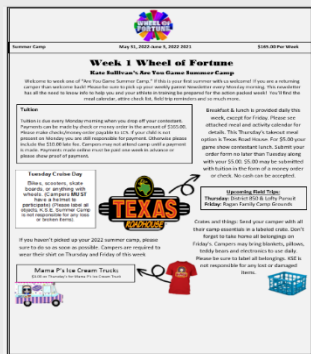 WHEEL OF FORTUNE
Summer Camp
May 31, 2022-June 5, 2022 2021
$165.00 Per Week
Week 1 Wheel of Fortune
Kate Sullivan's Are You Game Summer Camp
Welcome to week one of "Are You Game Summer Camp." If this is your first summer with us welcome! If you are a returning
camper than welcome back! Please be sure to pick up your weekly parent Newsletter every Monday morning. This newsletter
has all the need to know info to help you and your athlete in training be prepared for the action packed week! You'll find the
meal calendar, attire check list, field trip reminders and so much more.
Tuition
Tuition is due every Monday morning when you drop off your contestant.
Payments can be made by check or money order to the amount of $165.00.
Please make checks/money order payable to
If your child is not
present on Monday you are still responsible for payment. Otherwise please
include the $10.00 late fee. Campers may not attend camp until a payment
is made. Payments made online must be paid one week in advance or
please show proof of payment.
Breakfast & lunch is provided daily this
week, except for Friday. Please see
attached meal and activity calendar for
details. This Thursday's takeout meal
option is Texas Road House. For $5.00 your
game show contestant lunch. Submit your
order form no later than Tuesday along
with your $5.00. $5.00 may be submitted
with tuition in the form of a money order
or check. No cash can be accepted.
Tuesday Cruise Day
Bikes, scooters, skate
boards, or anything with
wheels. (Campers MUST
have a helmet to
participate) (Please label all
objects. K.S.E. Summer Camp
is not responsible for any loss
or broken items).
TEXAS
ROADHOUSE
Upcoming Field Trips:
Thursday: District 850 & Lofty Pursuit
Friday: Ragan Family Camp Grounds
If you haven't picked up your 2022 summer camp, please
sure to do so as soon as possible. Campers are required to
wear their shirt on Thursday and Friday of this week
Crates and things: Send your camper with all
their camp essentials in a labeled crate. Don't
forget to take home all belongings on
Friday's. Campers may bring blankets, pillows,
teddy bears and electronics to use daily.
Please be sure to label all belongings. KSE is
not responsible for any lost or damaged
items.
Mama P's Ice Cream Trucks